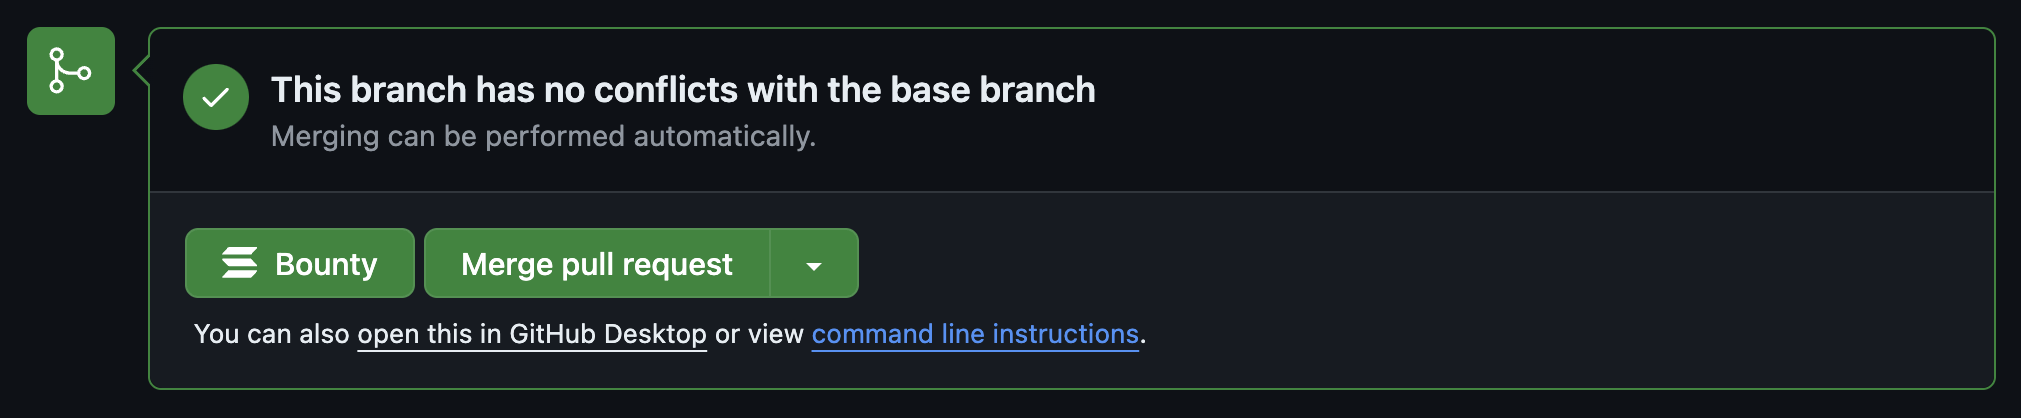 This branch has no conflicts with the base branch
Merging can be performed automatically.
Bounty Merge pull request
You can also open this in GitHub Desktop or view command line instructions.